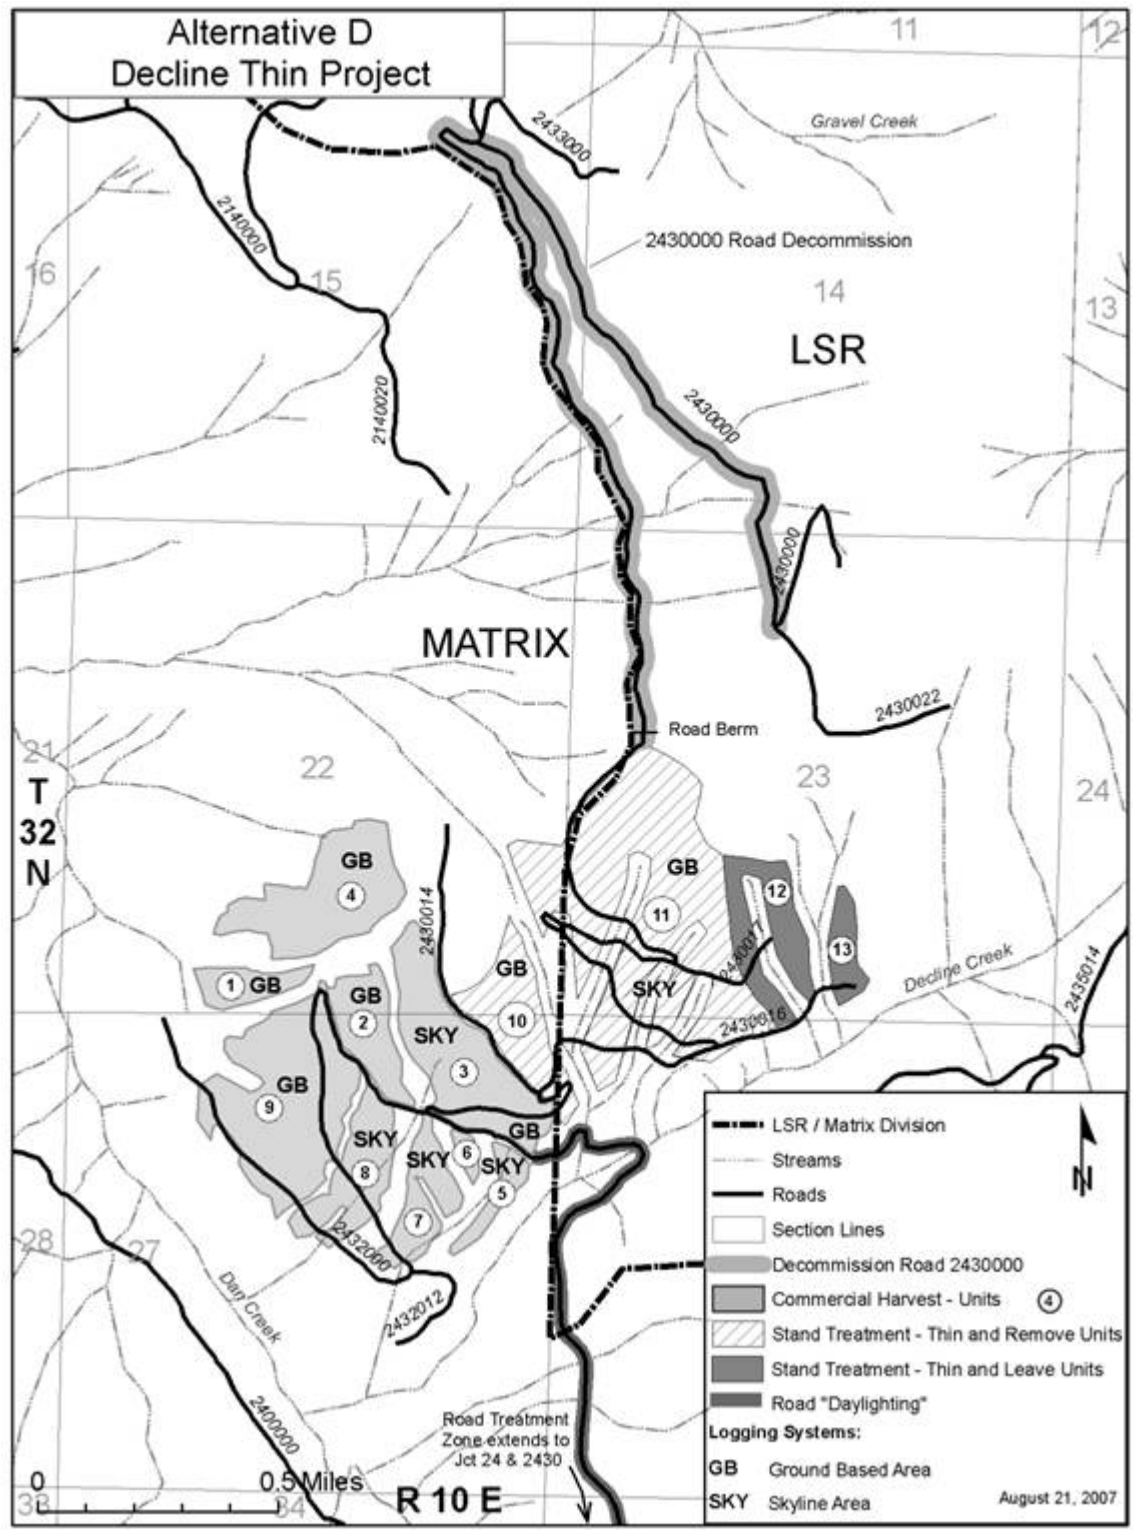 Alternative D
Decline Thin Project
11
12
Gravel Creek
2433000
2140000
2430000 Road Decommission
16
15
14
13
LSR
2140020
2430000
2430000
MATRIX
2430022
Road Berm
21
22
23
24
T
32
N
GB
4
2430014
GB
11
12
13
1
GB
GB
2
GB
10
SKY
2430017
Decline Creek
2435014
2430016
SKY
3
GB
9
SKY
8
GB
SKY
6
SKY
5
7
2432000
2432012
28
27
Dan Creek
2400000
Road Treatment
Zone extends to
Jct 24 & 2430
0
0.5 Miles
33
34
R 10 E
LSR / Matrix Division
Streams
Roads
N
Section Lines
Decommission Road 2430000
Commercial Harvest - Units
4
Stand Treatment - Thin and Remove Units
Stand Treatment - Thin and Leave Units
Road "Daylighting"
Logging Systems:
GB Ground Based Area
SKY Skyline Area
August 21, 2007